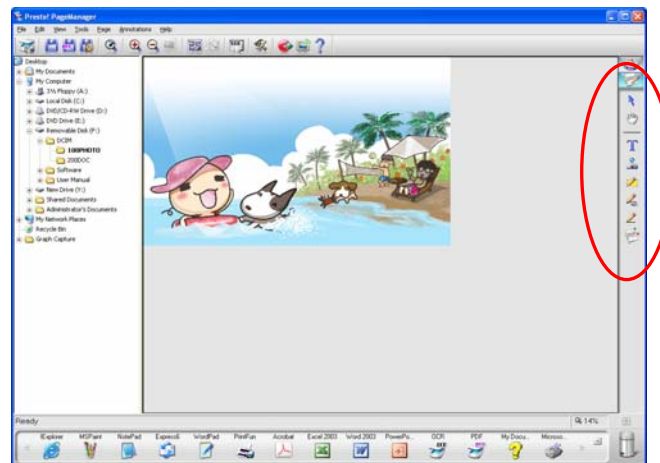 Presto! PageManager
File Edit View Tools Page Annotations Help
Desktop
My Documents
My Computer
3½ Floppy (A:)
Local Disk (C:)
DVD/CD-RW Drive (D:)
DVD Drive (E:)
Removable Disk (F:)
DCIM
100PHOTO
200DOC
Software
User Manual
New Drive (Y:)
Shared Documents
Administrator's Documents
My Network Places
Recycle Bin
Graph Capture
Ready
14%
IExplorer MSPaint NotePad Express6 WordPad PrintFun Acrobat Excel 2003 Word 2003 PowerPo... OCR PDF My Docu... Microso...